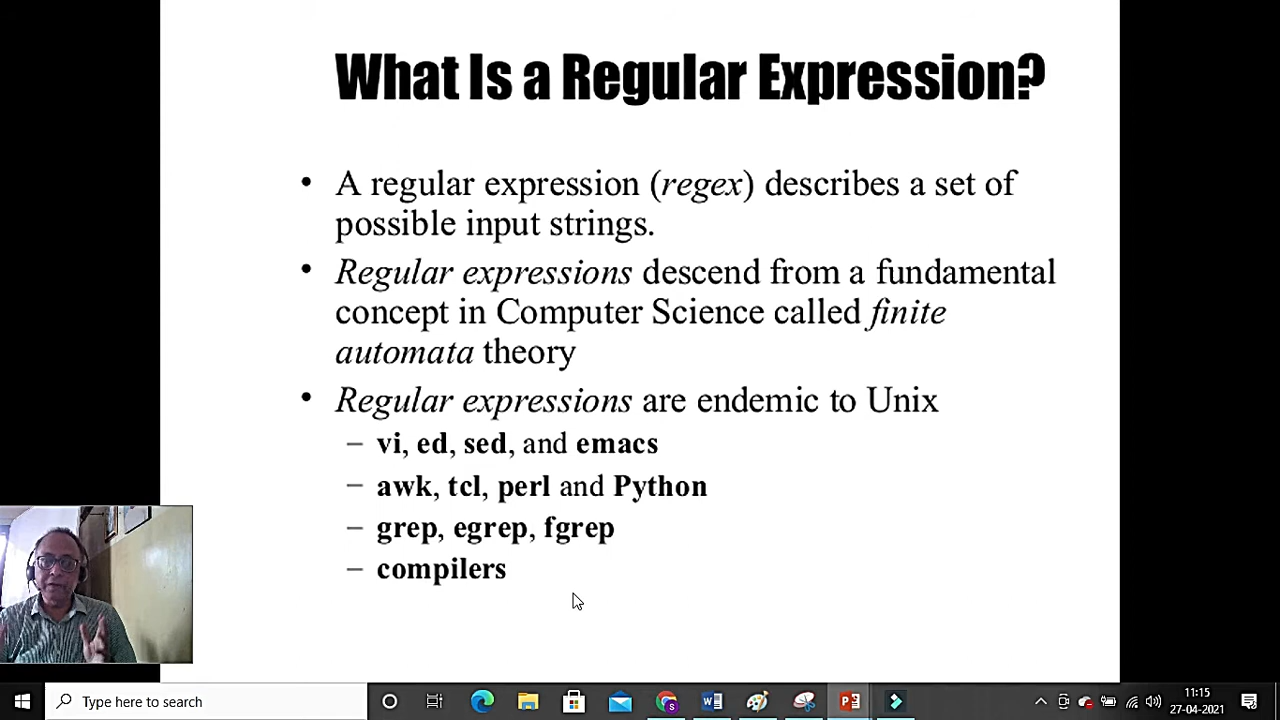 What Is a Regular Expression?
• A regular expression (regex) describes a set of
possible input strings.
• Regular expressions descend from a fundamental
concept in Computer Science called finite
automata theory
• Regular expressions are endemic to Unix
– vi, ed, sed, and emacs
– awk, tcl, perl and Python
– grep, egrep, fgrep
– compilers
Type here to search
11:15
27-04-2021